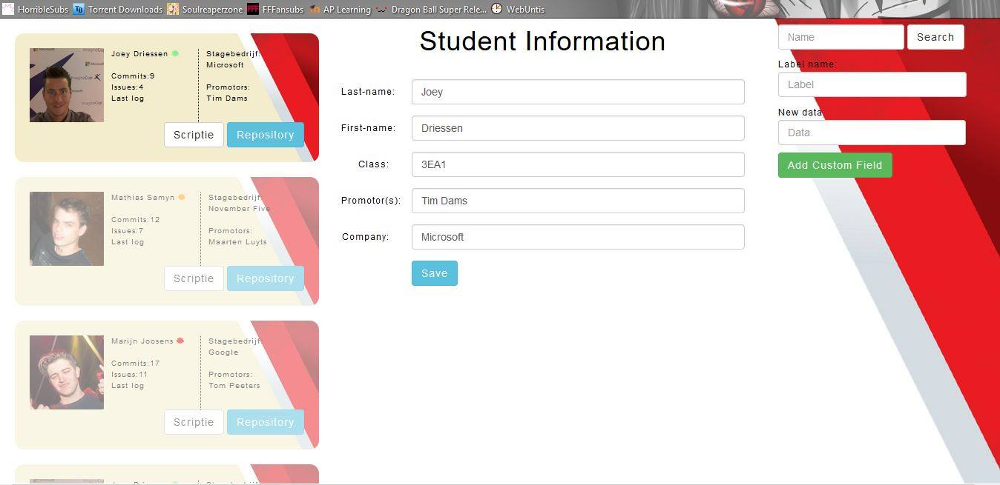 HorribleSubs Torrent Downloads Soulreaperzone FFFansubs AP Learning Dragon Ball Super Rele... WebUntis
Joey Driessen
Commits:9
Issues:4
Last log
Stagebedrijf:
Microsoft
Promotors:
Tim Dams
Scriptie Repository
Mathias Samyn
Commits:12
Issues:7
Last log
Stagebedrijf:
November Five
Promotors:
Maarten Luyts
Scriptie Repository
Marijn Joosens
Commits:17
Issues:11
Last log
Stagebedrijf:
Google
Promotors:
Tom Peeters
Scriptie Repository
Student Information
Last-name: Joey
First-name: Driessen
Class: 3EA1
Promotor(s): Tim Dams
Company: Microsoft
Save
Name Search
Label name:
Label
New data
Data
Add Custom Field